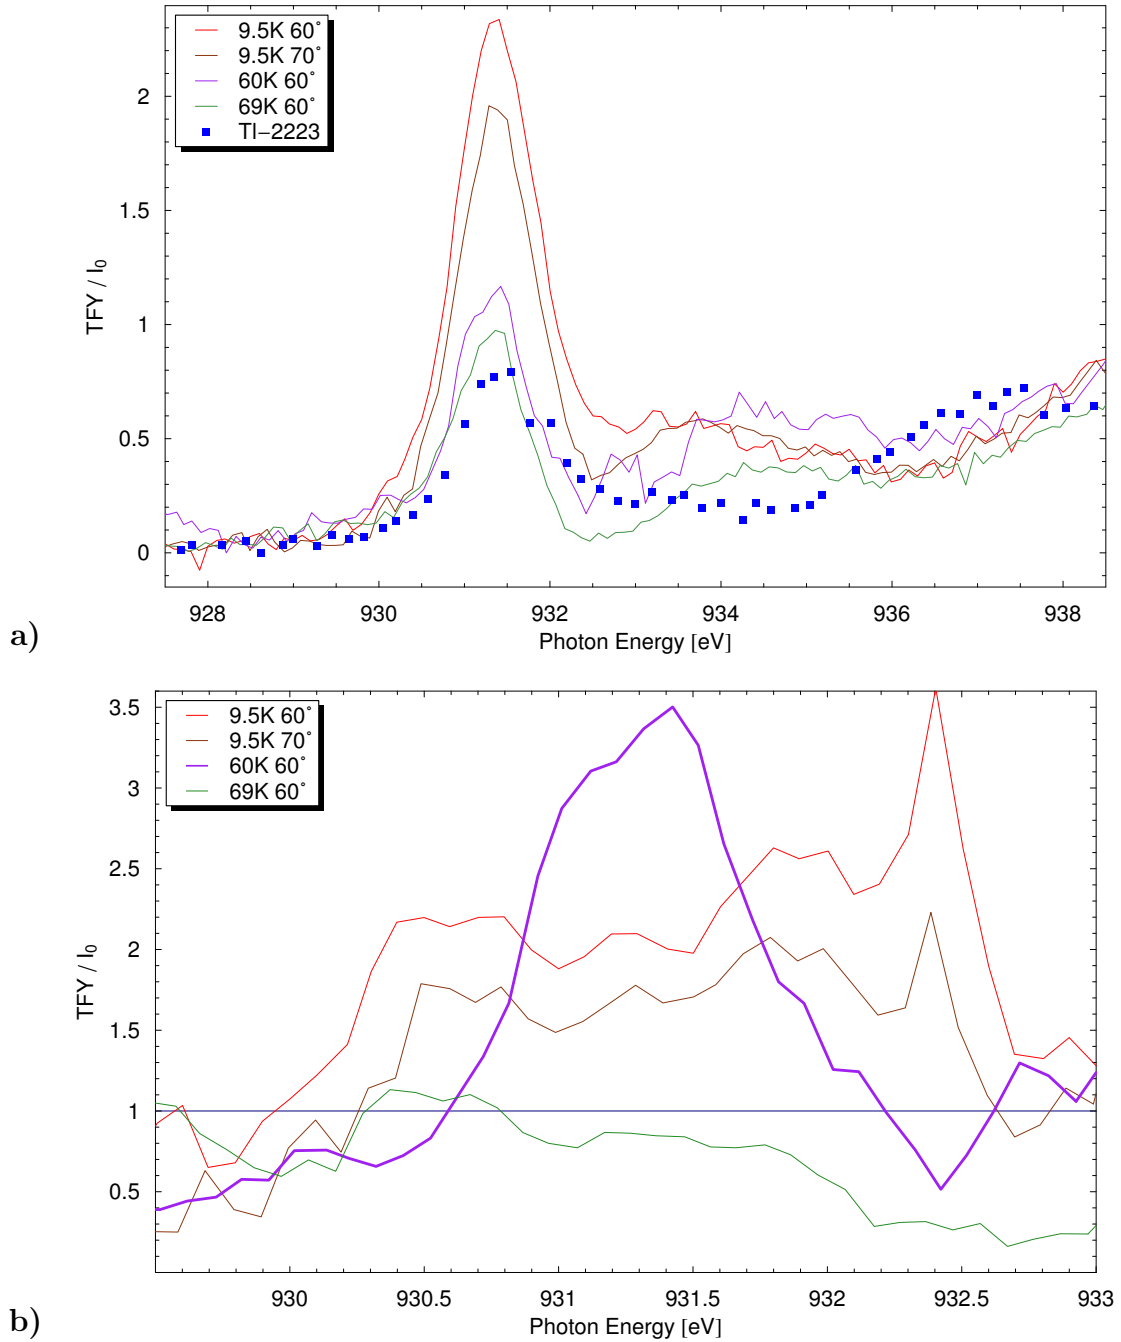 9.5K 60°
9.5K 70°
60K 60°
69K 60°
Tl−2223
2
1.5
1
0.5
0
TFY / I₀
928 930 932 934 936 938
Photon Energy [eV]
a)
9.5K 60°
9.5K 70°
60K 60°
69K 60°
3.5
3
2.5
2
1.5
1
0.5
TFY / I₀
930 930.5 931 931.5 932 932.5 933
Photon Energy [eV]
b)